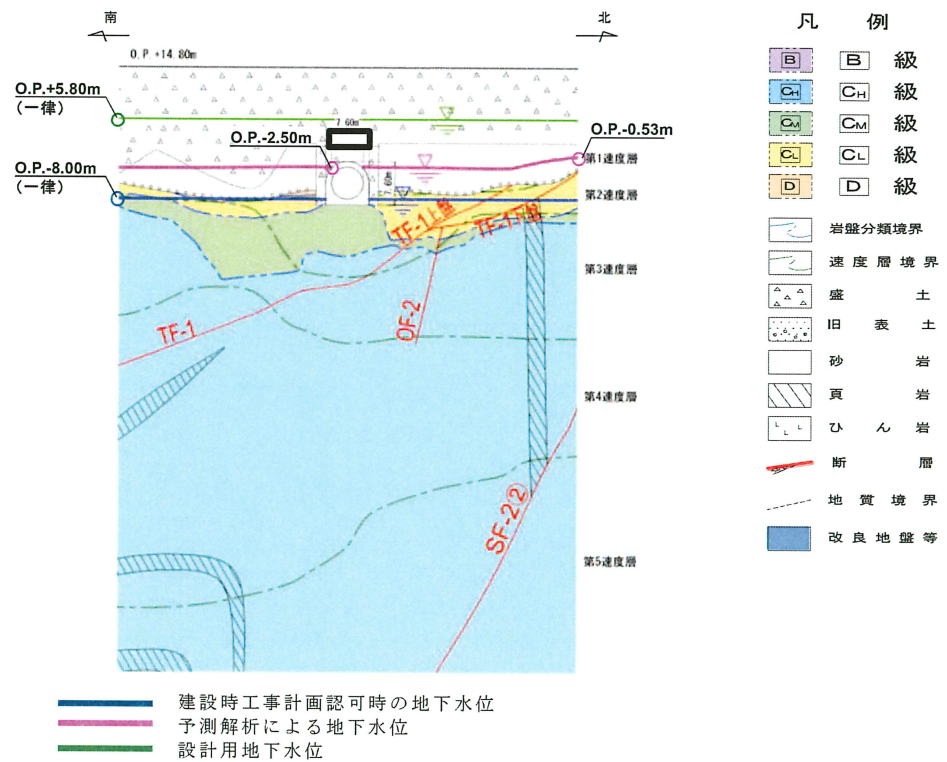 南
北
O.P.+14.80m
O.P.+5.80m
(一律)
7.60m
O.P.-2.50m
O.P.-0.53m
第1速度層
O.P.-8.00m
(一律)
第2速度層
TF-1上盤
第3速度層
TF-1
OF-2
第4速度層
SF-2②
第5速度層
凡 例
B B 級
CH CH 級
CM CM 級
CL CL 級
D D 級
岩盤分類境界
速度層境界
盛 土
旧表土
砂 岩
頁 岩
ひん岩
断 層
地質境界
改良地盤等
建設時工事計画認可時の地下水位
予測解析による地下水位
設計用地下水位